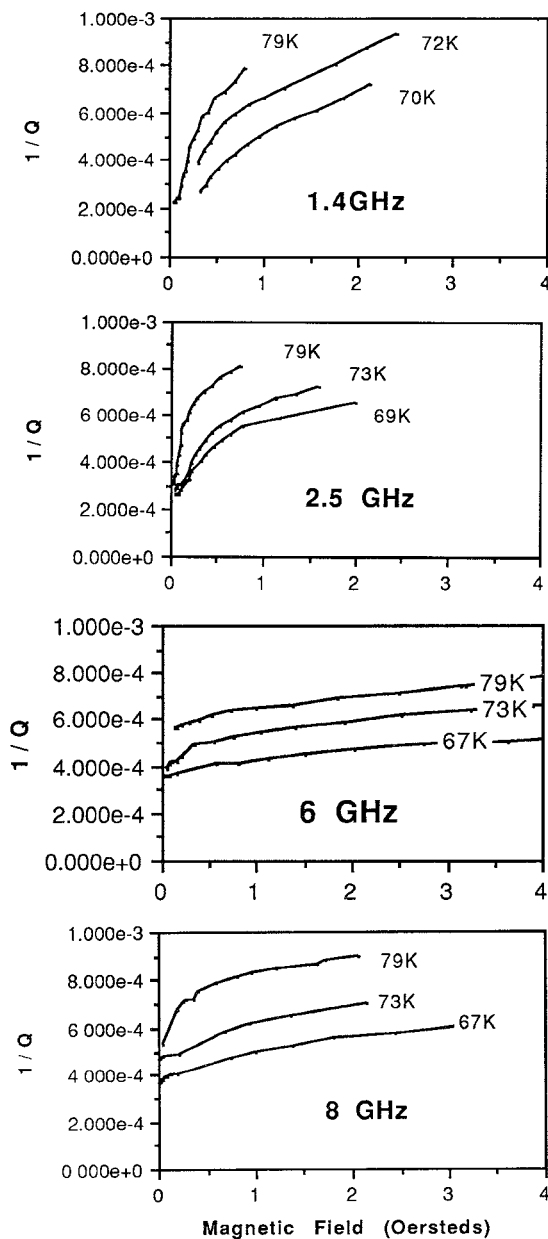 1.000e-3
79K
72K
8.000e-4
70K
6.000e-4
1 / Q
4.000e-4
1.4GHz
2.000e-4
0.000e+0
0 1 2 3 4
1.000e-3
79K
8.000e-4
73K
69K
6.000e-4
1 / Q
4.000e-4
2.5 GHz
2.000e-4
0.000e+0
0 1 2 3 4
1.000e-3
79K
8.000e-4
73K
6.000e-4
67K
1 / Q
4.000e-4
6 GHz
2.000e-4
0.000e+0
0 1 2 3 4
1.000e-3
79K
8.000e-4
73K
67K
6 000e-4
1 / Q
4 000e-4
8 GHz
2 000e-4
0 000e+0
0 1 2 3 4
Magnetic Field (Oersteds)